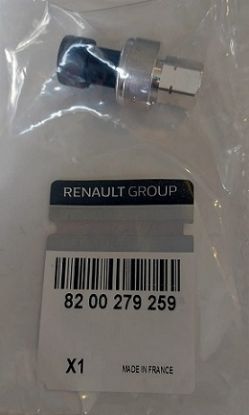 RENAULT GROUP
82 00 279 259
X1 MADE IN FRANCE